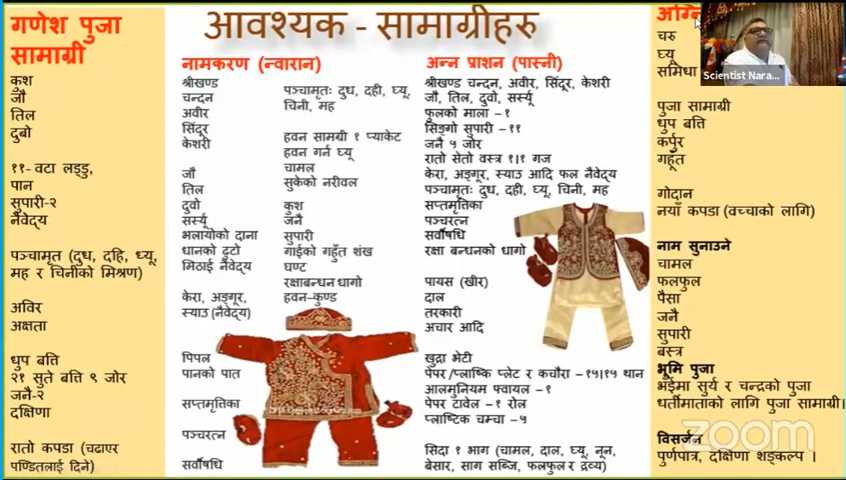 आवश्यक - सामाग्रीहरु
गणेश पुजा
सामाग्री
कुश
जौ
तिल
दुबो
११- वटा लड्डु,
पान
सुपारी-२
नैवेद्य
पञ्चामृत (दुध, दहि, ध्यू,
मह र चिनीको मिश्रण)
अविर
अक्षता
धुप बत्ति
२१ सुते बत्ति ९ जोर
जनै-२
दक्षिणा
रातो कपडा (चढाएर
पण्डितलाई दिने)
नामकरण (न्वारान)
श्रीखण्ड
चन्दन
अवीर
सिंदूर
केशरी
जौ
तिल
दुवो
सर्स्यू
भलायोको दाना
धानको ढुटो
मिठाई नैवेद्य
केरा, अङ्गूर,
स्याउ (नैवेद्य)
पिपल
पानको पात
सप्तमृत्तिका
पञ्चरत्न
सर्वौषधि
पञ्चामृतः दुध, दही, घ्यू,
चिनी, मह
हवन सामग्री १ प्याकेट
हवन गर्न घ्यू
चामल
सुकेको नरीवल
कुश
जनै
सुपारी
गाईको गहुँत शंख
घण्ट
रक्षाबन्धन धागो
हवन-कुण्ड
अन्न प्राशन (पास्नी)
श्रीखण्ड चन्दन, अवीर, सिंदूर, केशरी
जौ, तिल, दुवो, सर्स्यू
फुलको माला -१
सिङ्गो सुपारी -११
जनै ५ जोर
रातो सेतो वस्त्र १।१ गज
केरा, अङ्गूर, स्याउ आदि फल नैवेद्य
पञ्चामृतः दुध, दही, घ्यू, चिनी, मह
सप्तमृत्तिका
पञ्चरत्न
सर्वौषधि
रक्षा बन्धनको धागो
पायस (खीर)
दाल
तरकारी
अचार आदि
खुद्रा भेटी
पेपर /प्लाष्कि प्लेट र कचौरा -१५।१५ थान
आलमुनियम फ्वायल -१
पेपर टावेल -१ रोल
प्लाष्टिक चम्चा -५
सिदा १ भाग (चामल, दाल, घ्यू, नून,
बेसार, साग सब्जि, फलफुल र द्रव्य)
अग्नि
चरु
घ्यू
समिधा
पुजा सामाग्री
धुप बत्ति
कर्पुर
गहूँत
गोदान
नयाँ कपडा (वच्चाको लागि)
नाम सुनाउने
चामल
फलफुल
पैसा
जनै
सुपारी
बस्त्र
भूमि पुजा
भूईमा सुर्य र चन्द्रको पुजा
धर्तीमाताको लागि पुजा सामाग्री।
विसर्जन
पुर्णपात्र, दक्षिणा शङ्कल्प ।
Scientist Nara...
zoom